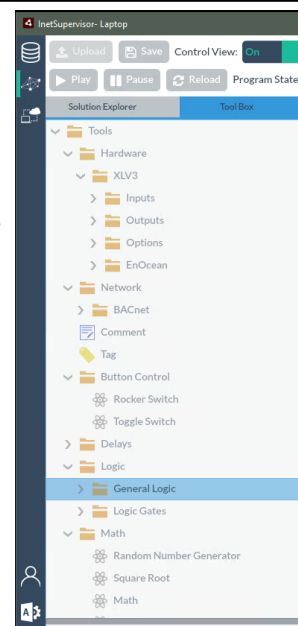 InetSupervisor- Laptop
Upload Save Control View: On
Play Pause Reload Program State
Solution Explorer Tool Box
Tools
Hardware
XLV3
Inputs
Outputs
Options
EnOcean
Network
BACnet
Comment
Tag
Button Control
Rocker Switch
Toggle Switch
Delays
Logic
General Logic
Logic Gates
Math
Random Number Generator
Square Root
Math